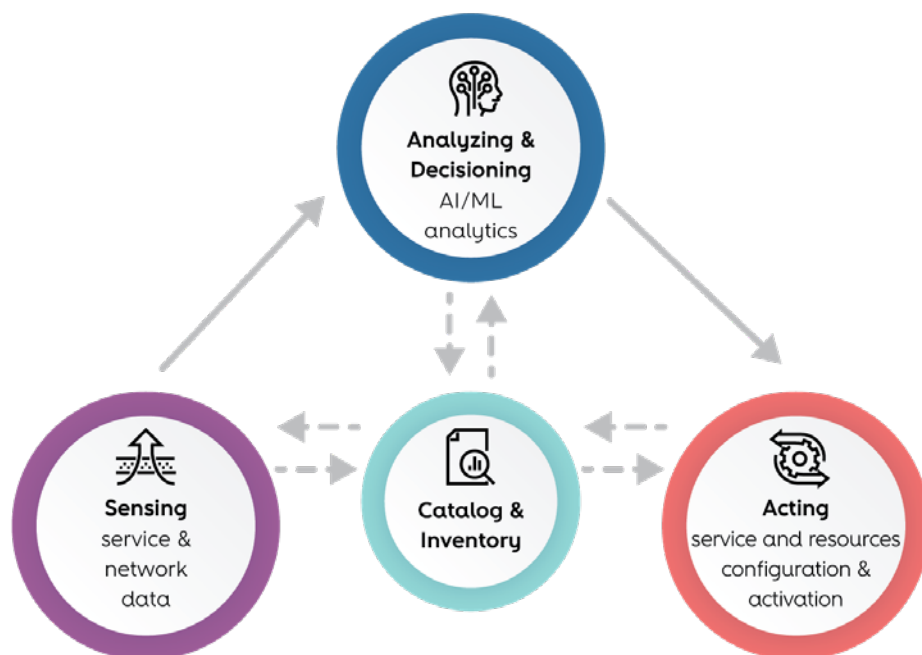 Analyzing &
Decisioning
AI/ML
analytics
Sensing
service &
network
data
Catalog &
Inventory
Acting
service and resources
configuration &
activation